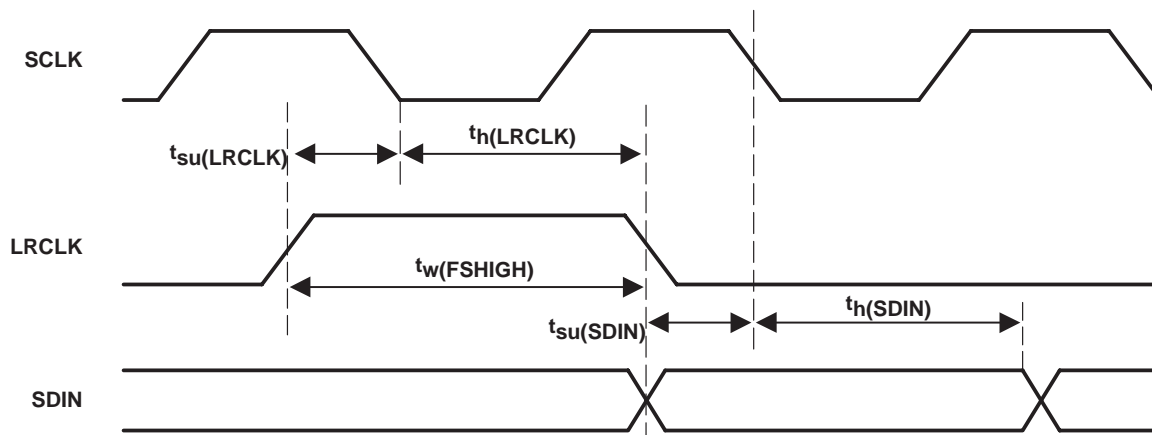 SCLK
tsu(LRCLK)
th(LRCLK)
LRCLK
tw(FSHIGH)
tsu(SDIN)
th(SDIN)
SDIN